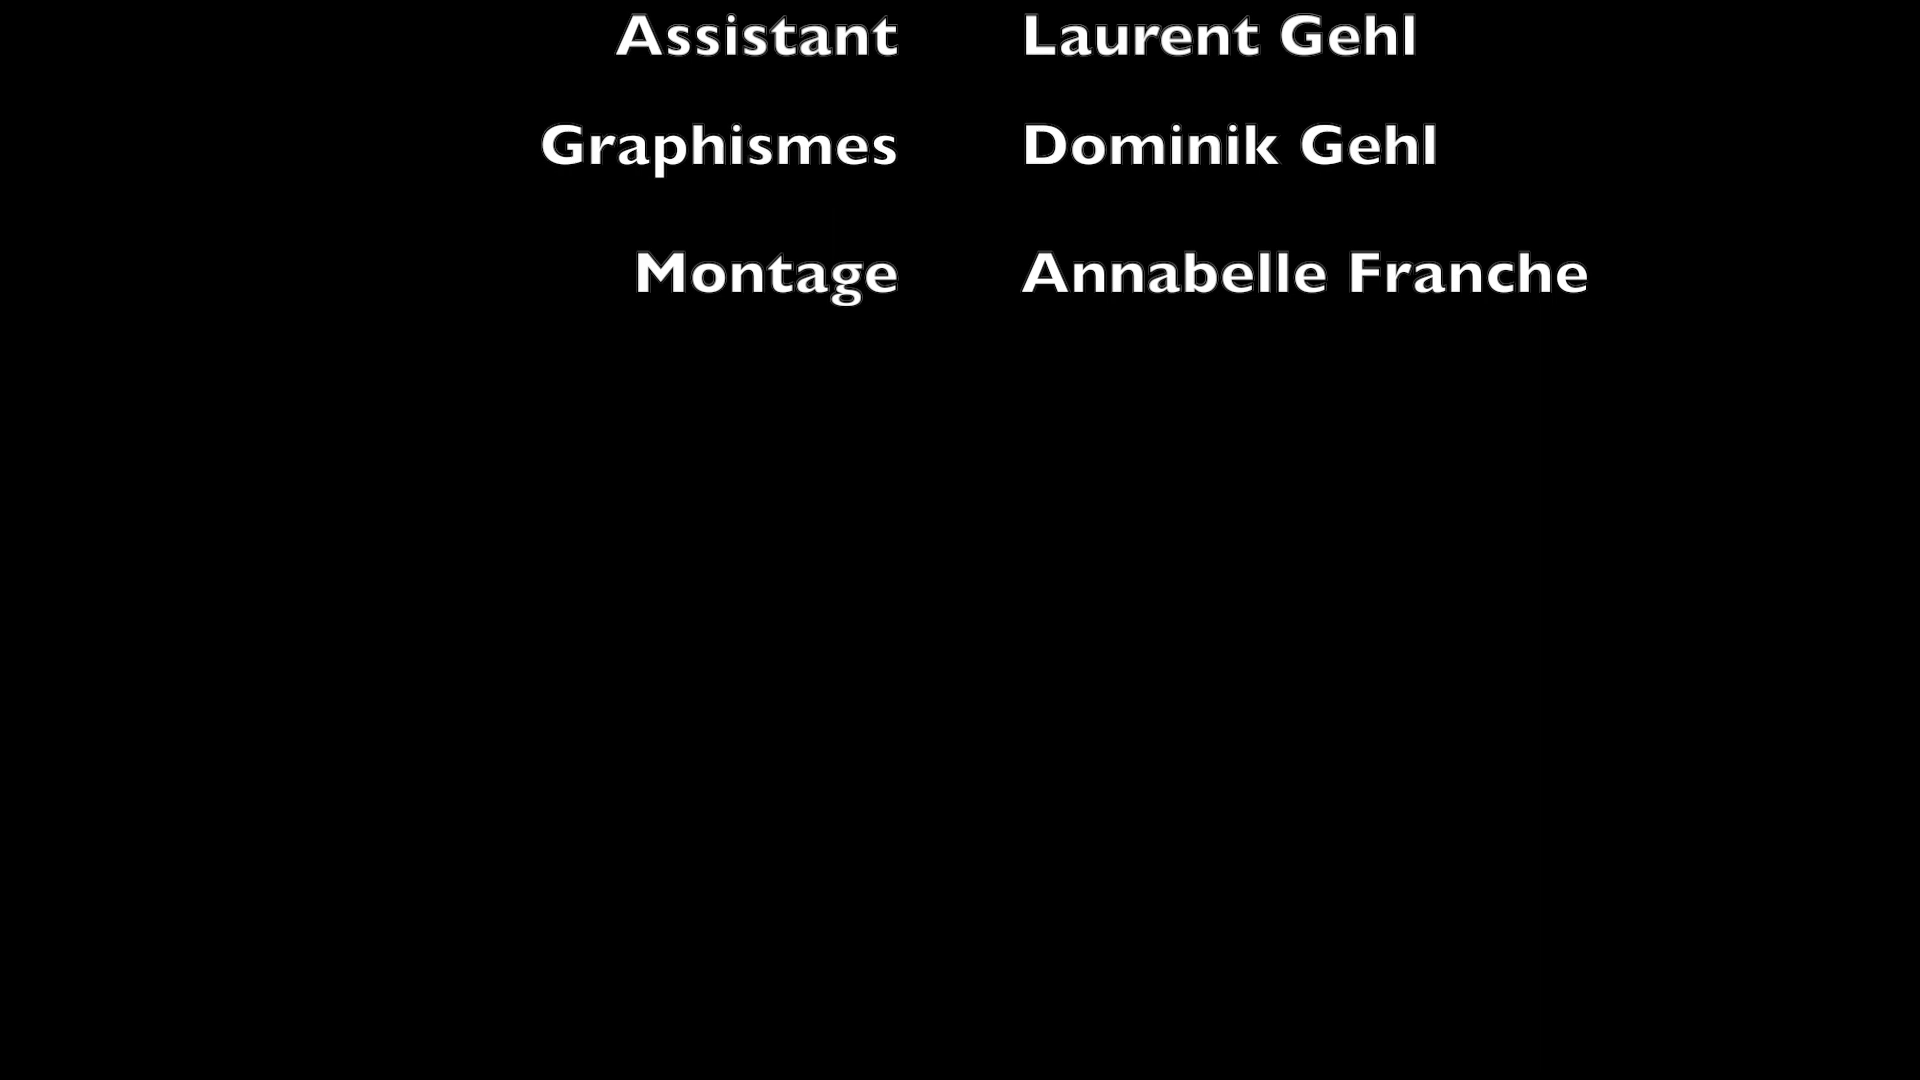 Assistant Laurent Gehl
Graphismes Dominik Gehl
Montage Annabelle Franche